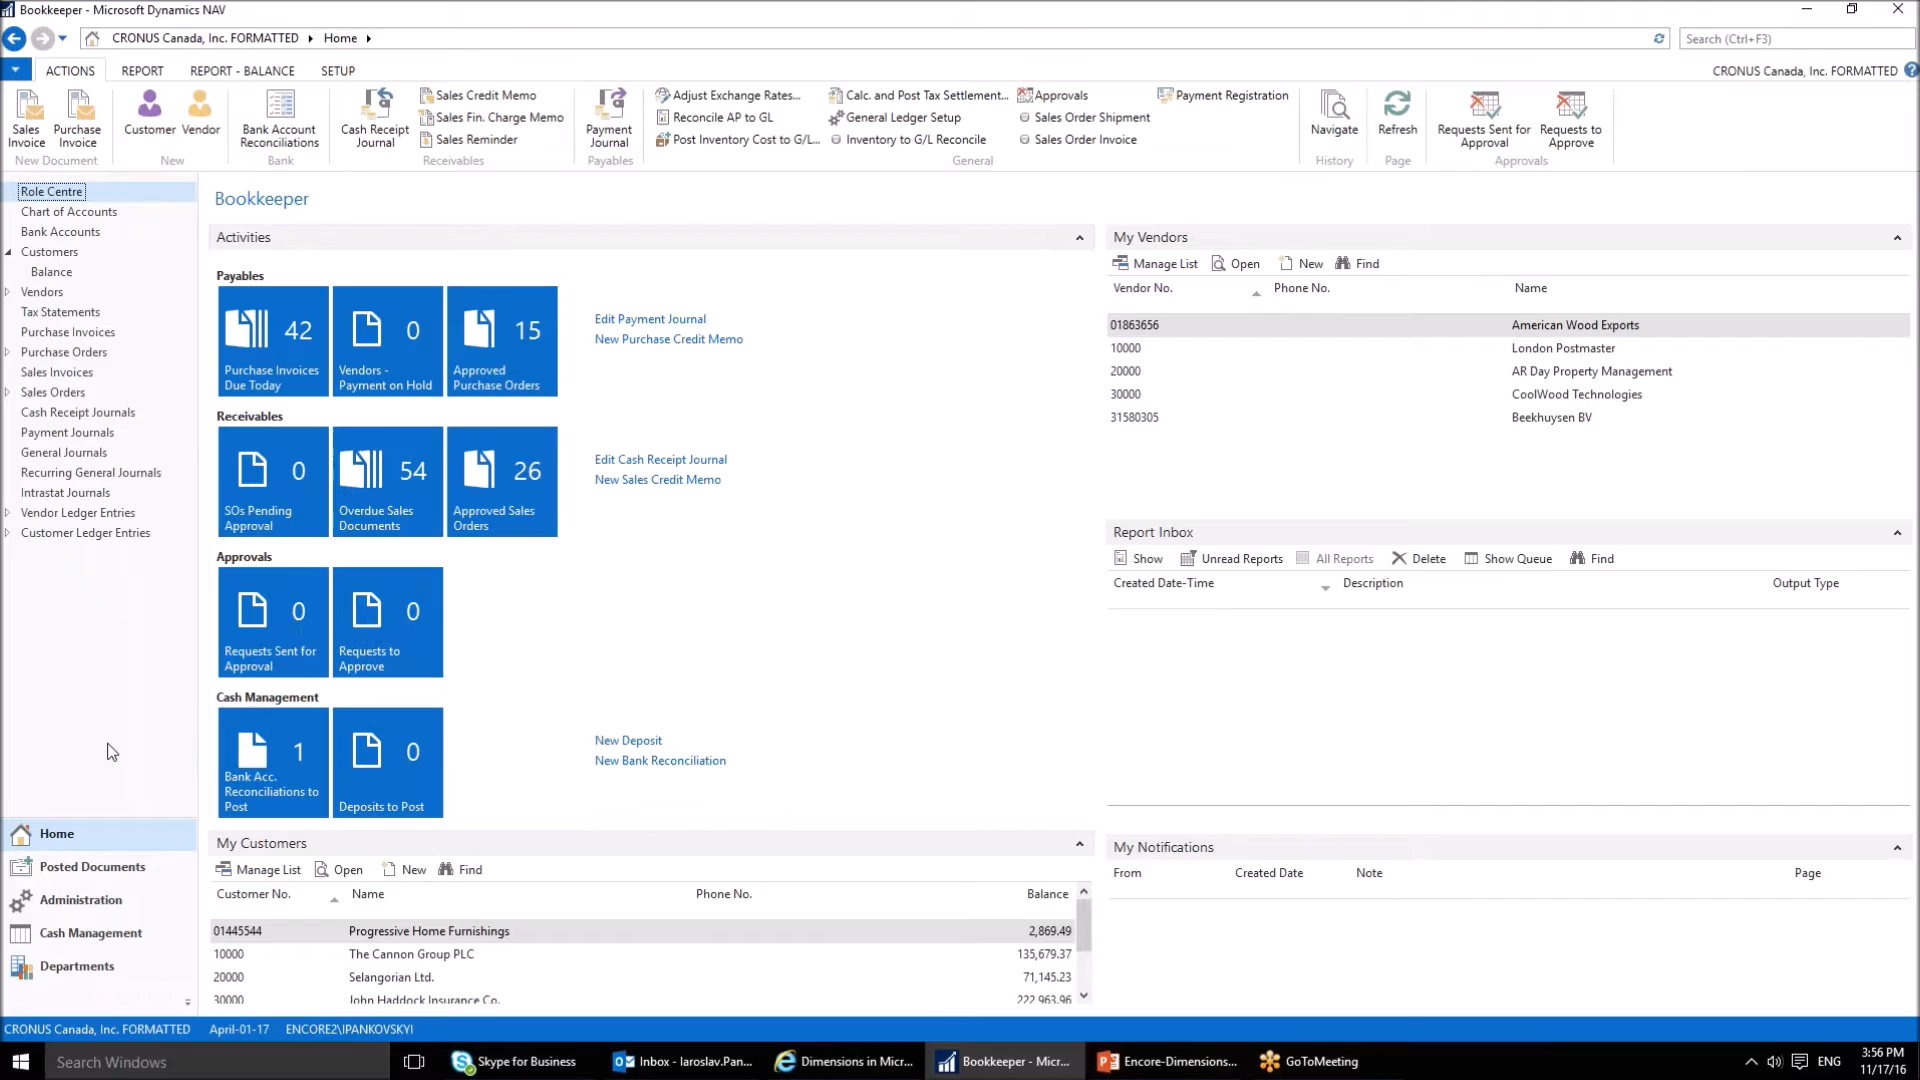 Bookkeeper - Microsoft Dynamics NAV
CRONUS Canada, Inc. FORMATTED Home
Search (Ctrl+F3)
ACTIONS REPORT REPORT - BALANCE SETUP
CRONUS Canada, Inc. FORMATTED
Sales Invoice
Purchase Invoice
New Document
Customer
Vendor
New
Bank Account Reconciliations
Bank
Cash Receipt Journal
Sales Credit Memo
Sales Fin. Charge Memo
Sales Reminder
Receivables
Payment Journal
Payables
Adjust Exchange Rates...
Reconcile AP to GL
Post Inventory Cost to G/L...
Calc. and Post Tax Settlement...
General Ledger Setup
Inventory to G/L Reconcile
Approvals
Sales Order Shipment
Sales Order Invoice
Payment Registration
General
Navigate
History
Refresh
Page
Requests Sent for Approval
Requests to Approve
Approvals
Role Centre
Chart of Accounts
Bank Accounts
Customers
Balance
Vendors
Tax Statements
Purchase Invoices
Purchase Orders
Sales Invoices
Sales Orders
Cash Receipt Journals
Payment Journals
General Journals
Recurring General Journals
Intrastat Journals
Vendor Ledger Entries
Customer Ledger Entries
Home
Posted Documents
Administration
Cash Management
Departments
Bookkeeper
Activities
Payables
42
Purchase Invoices
Due Today
0
Vendors -
Payment on Hold
15
Approved
Purchase Orders
Edit Payment Journal
New Purchase Credit Memo
Receivables
0
SOs Pending
Approval
54
Overdue Sales
Documents
26
Approved Sales
Orders
Edit Cash Receipt Journal
New Sales Credit Memo
Approvals
0
Requests Sent for
Approval
0
Requests to
Approve
Cash Management
1
Bank Acc.
Reconciliations to
Post
0
Deposits to Post
New Deposit
New Bank Reconciliation
My Customers
Manage List Open New Find
Customer No. Name Phone No. Balance
01445544 Progressive Home Furnishings 2,869.49
10000 The Cannon Group PLC 135,679.37
20000 Selangorian Ltd. 71,145.23
30000 John Haddock Insurance Co. 222,963.96
My Vendors
Manage List Open New Find
Vendor No. Phone No. Name
01863656 American Wood Exports
10000 London Postmaster
20000 AR Day Property Management
30000 CoolWood Technologies
31580305 Beekhuysen BV
Report Inbox
Show Unread Reports All Reports Delete Show Queue Find
Created Date-Time Description Output Type
My Notifications
From Created Date Note Page
CRONUS Canada, Inc. FORMATTED April-01-17 ENCORE2\IPANKOVSKYI
Search Windows
Skype for Business
Inbox - Iaroslav.Pan...
Dimensions in Micr...
Bookkeeper - Micr...
Encore-Dimensions...
GoToMeeting
ENG
3:56 PM
11/17/16